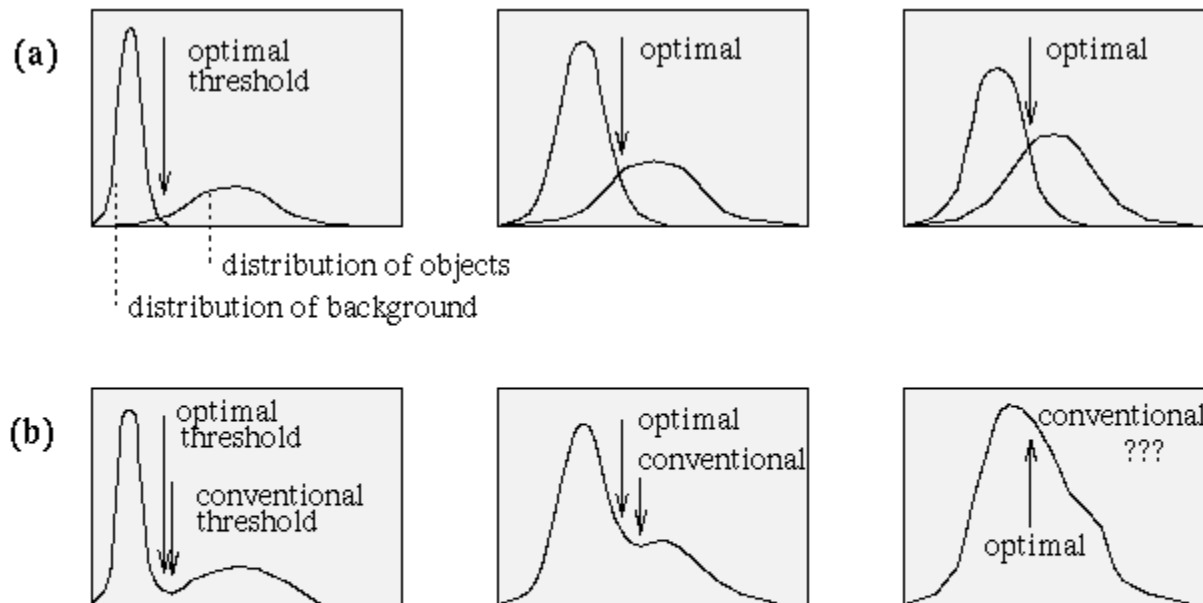 (a)
optimal
threshold
optimal
optimal
distribution of objects
distribution of background
(b)
optimal
threshold
conventional
threshold
optimal
conventional
conventional
???
optimal